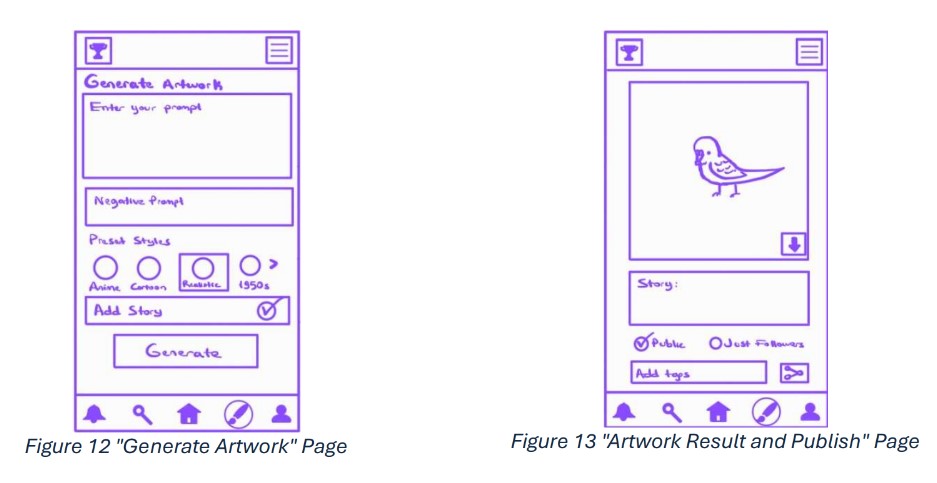 Generate Artwork
Enter your prompt
Negative Prompt
Preset Styles
Anime Cartoon Realistic 1950s >
Add Story
Generate
Figure 12 "Generate Artwork" Page
Story:
Public Just Followers
Add tags
Figure 13 "Artwork Result and Publish" Page